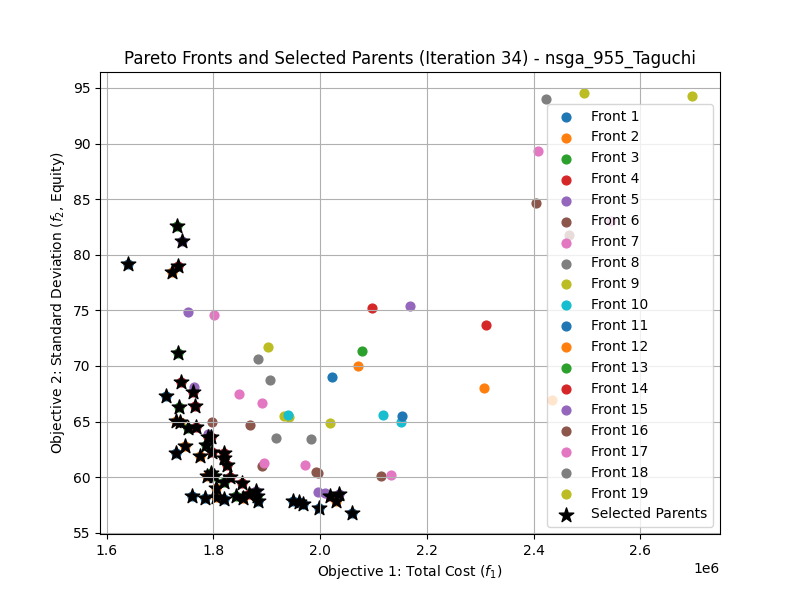 Pareto Fronts and Selected Parents (Iteration 34) - nsga_955_Taguchi
95
90
85
80
75
70
65
60
55
Objective 2: Standard Deviation (f₂, Equity)
Front 1
Front 2
Front 3
Front 4
Front 5
Front 6
Front 7
Front 8
Front 9
Front 10
Front 11
Front 12
Front 13
Front 14
Front 15
Front 16
Front 17
Front 18
Front 19
Selected Parents
1.6 1.8 2.0 2.2 2.4 2.6
1e6
Objective 1: Total Cost (f₁)